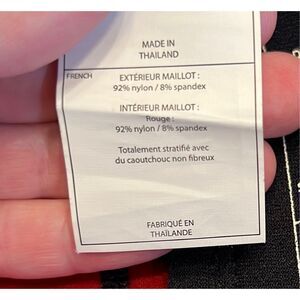 MADE IN
THAILAND
FRENCH
EXTÉRIEUR MAILLOT :
92% nylon / 8% spandex
INTÉRIEUR MAILLOT :
Rouge :
92% nylon / 8% spandex
Totalement stratifié avec
du caoutchouc non fibreux
FABRIQUÉ EN
THAÏLANDE